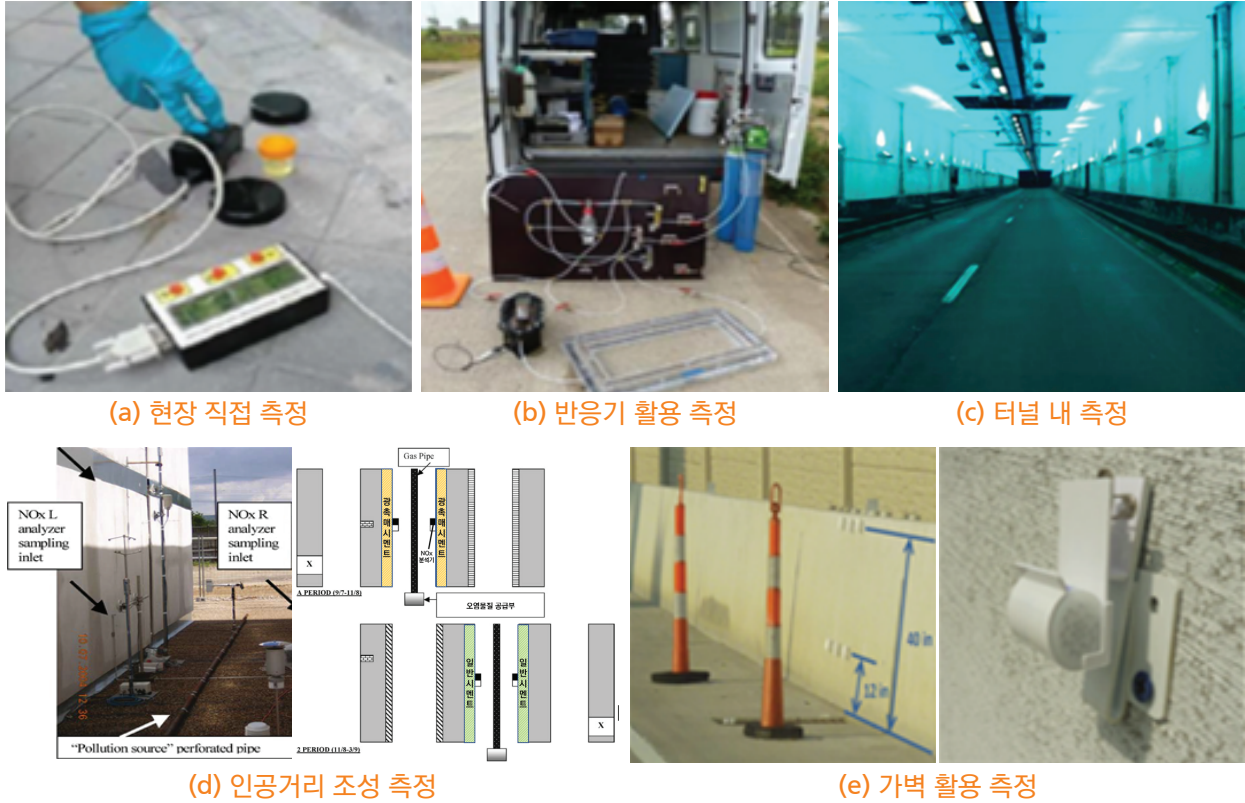 (a) 현장 직접 측정
(b) 반응기 활용 측정
(c) 터널 내 측정
NOx L
analyzer
sampling
inlet
NOx R
analyzer
sampling
inlet
"Pollution source" perforated pipe
Gas Pipe
광촉매시멘트
광촉매시멘트
NOx
분석기
X
A PERIOD (9/7-11/8)
오염물질 공급부
일반시멘트
일반시멘트
X
2 PERIOD (11/8-3/9)
40 in
12 in
(d) 인공거리 조성 측정
(e) 가벽 활용 측정